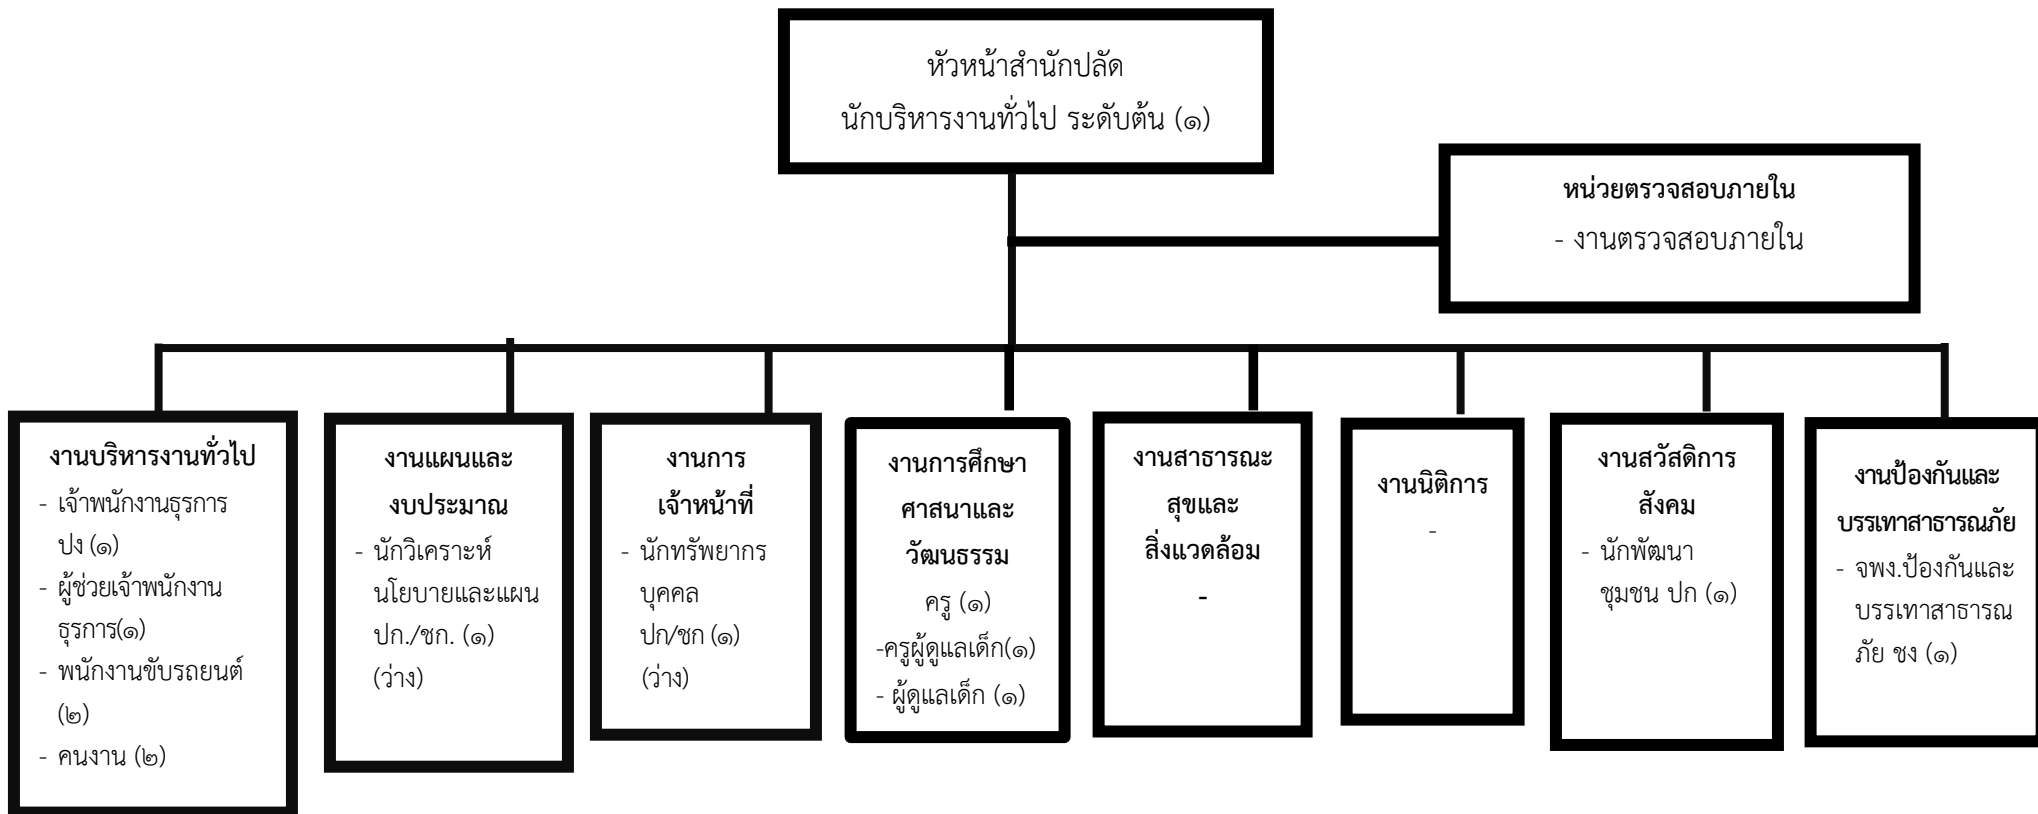 หัวหน้าสำนักปลัด
นักบริหารงานทั่วไป ระดับต้น (๑)
หน่วยตรวจสอบภายใน
- งานตรวจสอบภายใน
งานบริหารงานทั่วไป
- เจ้าพนักงานธุรการ
ปง (๑)
- ผู้ช่วยเจ้าพนักงาน
ธุรการ(๑)
- พนักงานขับรถยนต์
(๒)
- คนงาน (๒)
งานแผนและ
งบประมาณ
- นักวิเคราะห์
นโยบายและแผน
ปก./ชก. (๑)
(ว่าง)
งานการ
เจ้าหน้าที่
- นักทรัพยากร
บุคคล
ปก/ชก (๑)
(ว่าง)
งานการศึกษา
ศาสนาและ
วัฒนธรรม
ครู (๑)
-ครูผู้ดูแลเด็ก(๑)
- ผู้ดูแลเด็ก (๑)
งานสาธารณะ
สุขและ
สิ่งแวดล้อม
-
งานนิติการ
-
งานสวัสดิการ
สังคม
- นักพัฒนา
ชุมชน ปก (๑)
งานป้องกันและ
บรรเทาสาธารณภัย
- จพง.ป้องกันและ
บรรเทาสาธารณ
ภัย ชง (๑)